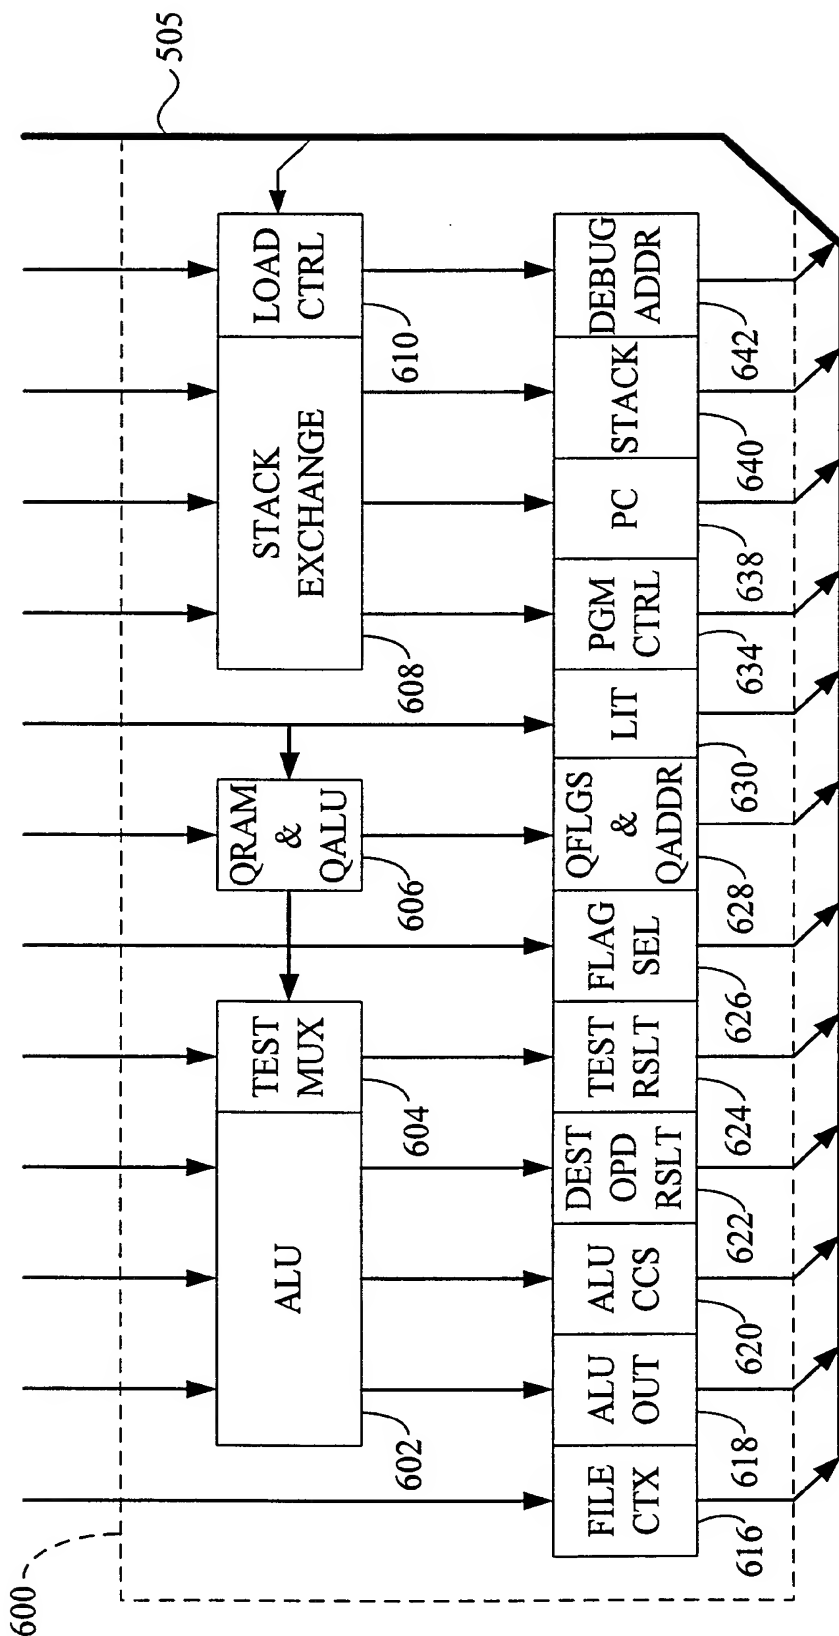 600
505
ALU
602
TEST
MUX
604
QRAM
&
QALU
606
STACK
EXCHANGE
608
LOAD
CTRL
610
FILE
CTX
616
ALU
OUT
618
ALU
CCS
620
DEST
OPD
RSLT
622
TEST
RSLT
624
FLAG
SEL
626
QFLGS
&
QADDR
628
LIT
630
PGM
CTRL
634
PC
638
STACK
640
DEBUG
ADDR
642